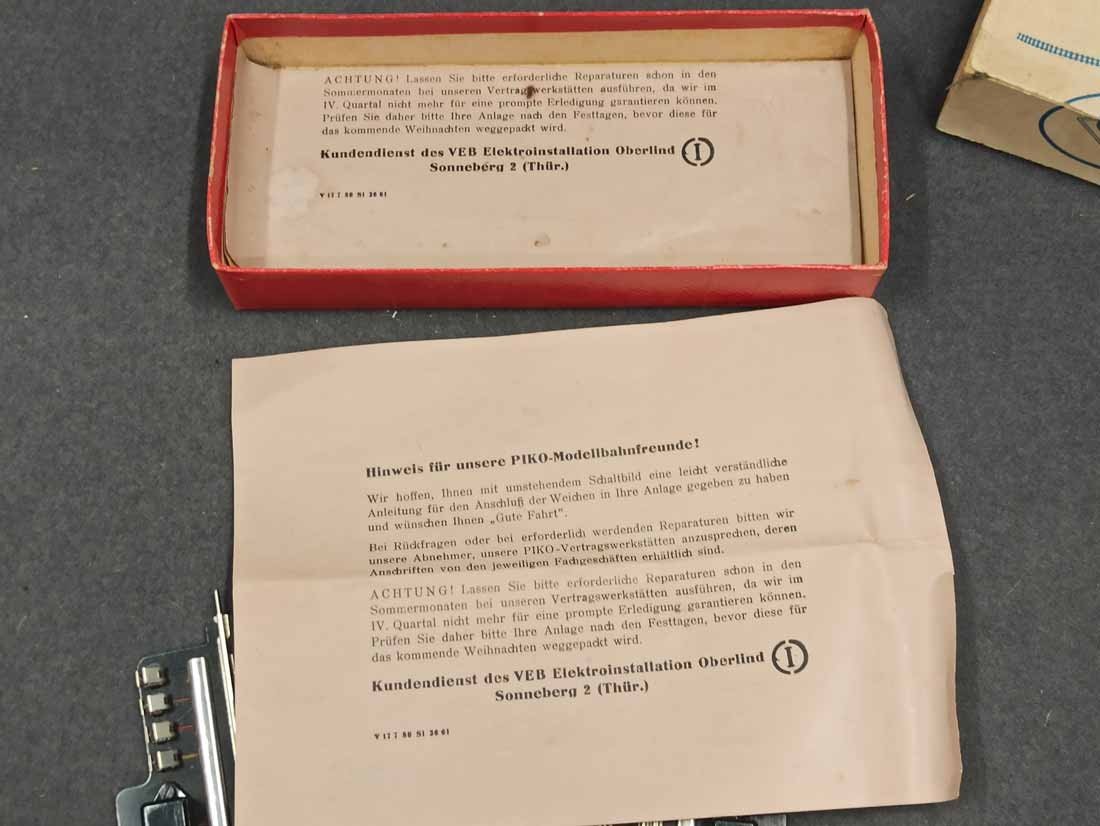 ACHTUNG! Lassen Sie bitte erforderliche Reparaturen schon in den
Sommermonaten bei unseren Vertragswerkstätten ausführen, da wir im
IV. Quartal nicht mehr für eine prompte Erledigung garantieren können.
Prüfen Sie daher bitte Ihre Anlage nach den Festtagen, bevor diese für
das kommende Weihnachten weggepackt wird.
Kundendienst des VEB Elektroinstallation Oberlind
Sonneberg 2 (Thür.)
Hinweis für unsere PIKO-Modellbahnfreunde!
Wir hoffen, Ihnen mit umstehendem Schaltbild eine leicht verständliche
Anleitung für den Anschluß der Weichen in Ihre Anlage gegeben zu haben
und wünschen Ihnen „Gute Fahrt".
Bei Rückfragen oder bei erforderlich werdenden Reparaturen bitten wir
unsere Abnehmer, unsere PIKO-Vertragswerkstätten anzusprechen, deren
Anschriften von den jeweiligen Fachgeschäften erhältlich sind.
ACHTUNG! Lassen Sie bitte erforderliche Reparaturen schon in den
Sommermonaten bei unseren Vertragswerkstätten ausführen, da wir im
IV. Quartal nicht mehr für eine prompte Erledigung garantieren können.
Prüfen Sie daher bitte Ihre Anlage nach den Festtagen, bevor diese für
das kommende Weihnachten weggepackt wird.
Kundendienst des VEB Elektroinstallation Oberlind
Sonneberg 2 (Thür.)